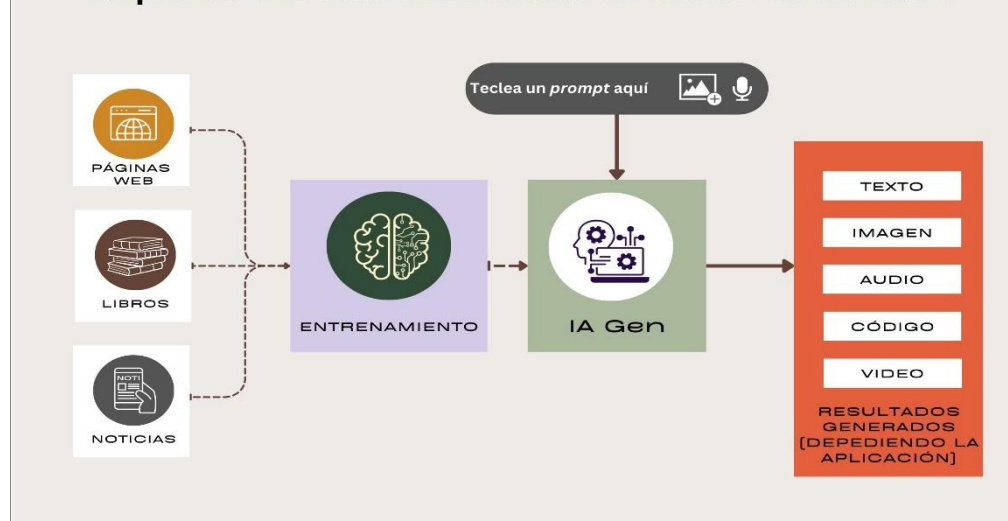 Teclea un prompt aquí
PÁGINAS
WEB
LIBROS
NOTI
NOTICIAS
ENTRENAMIENTO
IA Gen
TEXTO
IMAGEN
AUDIO
CÓDIGO
VIDEO
RESULTADOS
GENERADOS
(DEPEDIENDO LA
APLICACIÓN)